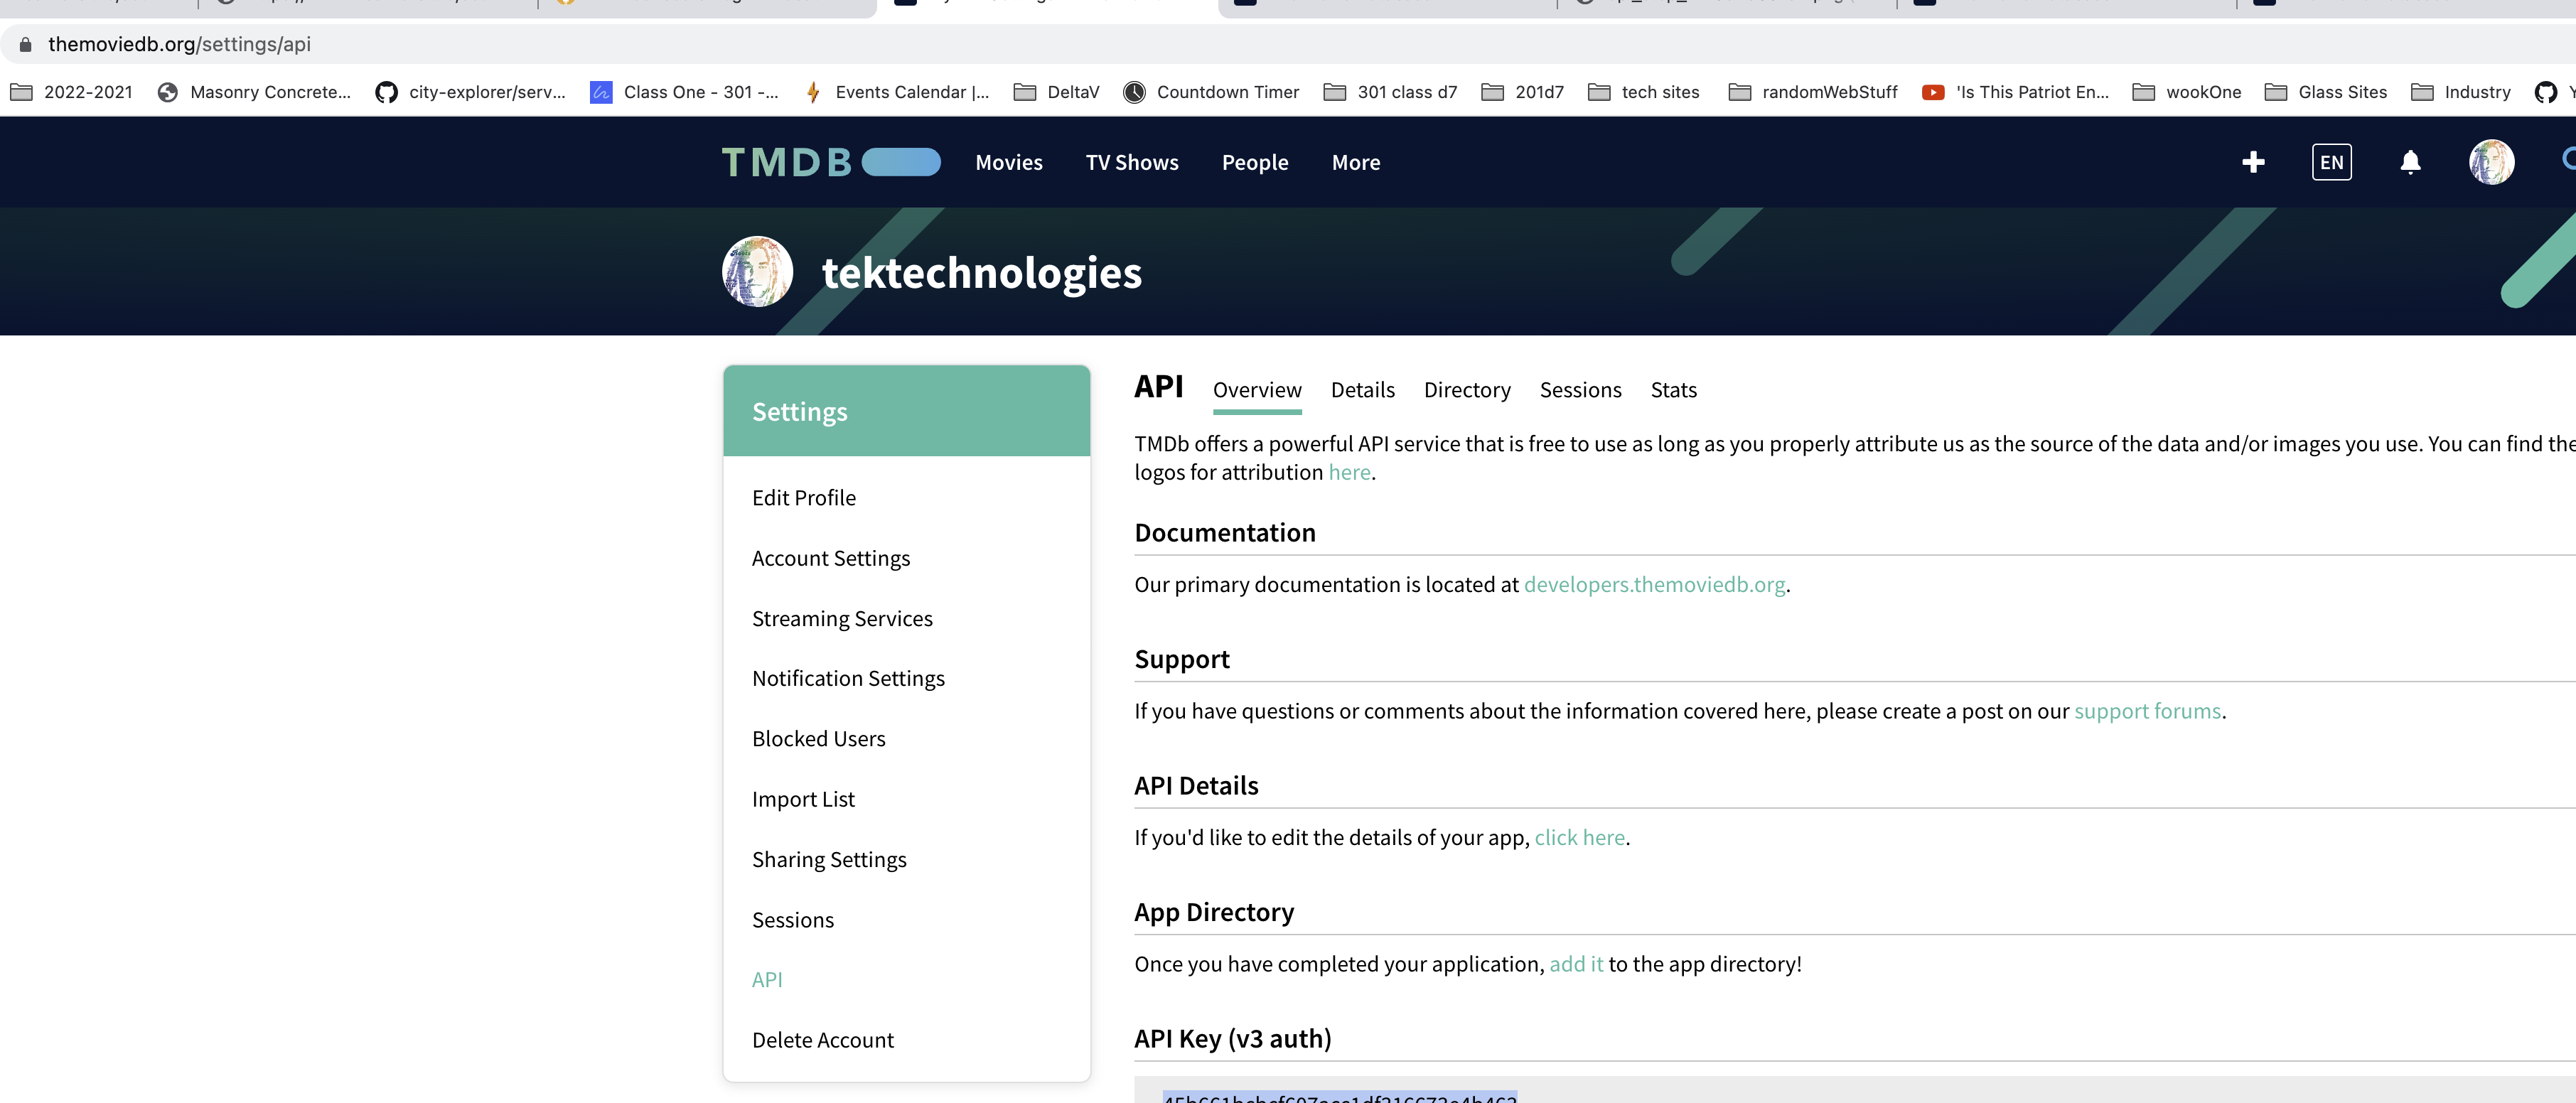 themoviedb.org/settings/api
2022-2021 Masonry Concrete... city-explorer/serv... Class One - 301 -... Events Calendar |... DeltaV Countdown Timer 301 class d7 201d7 tech sites randomWebStuff 'Is This Patriot En... wookOne Glass Sites Industry
TMDB Movies TV Shows People More EN
tektechnologies
Settings
Edit Profile
Account Settings
Streaming Services
Notification Settings
Blocked Users
Import List
Sharing Settings
Sessions
API
Delete Account
API Overview Details Directory Sessions Stats
TMDb offers a powerful API service that is free to use as long as you properly attribute us as the source of the data and/or images you use. You can find the
logos for attribution here.
Documentation
Our primary documentation is located at developers.themoviedb.org.
Support
If you have questions or comments about the information covered here, please create a post on our support forums.
API Details
If you'd like to edit the details of your app, click here.
App Directory
Once you have completed your application, add it to the app directory!
API Key (v3 auth)